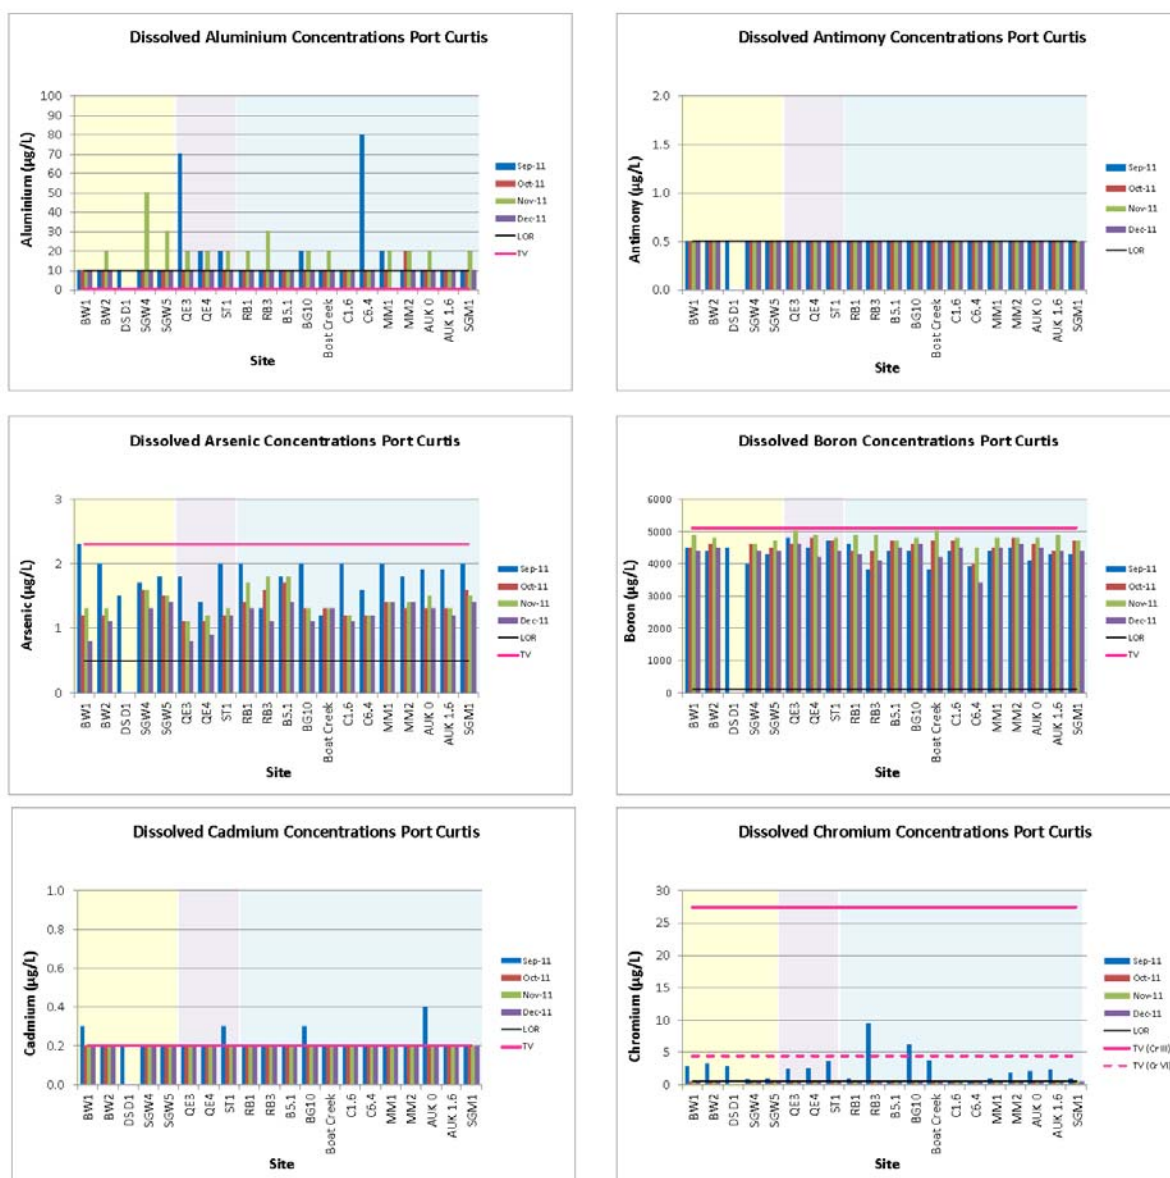 Dissolved Aluminium Concentrations Port Curtis
Aluminium (µg/L)
100
90
80
70
60
50
40
30
20
10
0
BW1
BW2
DS D1
SGW4
SGW5
QE3
QE4
ST1
RB1
RB3
B5.1
BG10
Boat Creek
C1.6
C6.4
MM1
MM2
AUK 0
AUK 1.6
SGM1
Site
Sep-11
Oct-11
Nov-11
Dec-11
LOR
TV
Dissolved Antimony Concentrations Port Curtis
Antimony (µg/L)
2.0
1.5
1.0
0.5
0.0
BW1
BW2
DS D1
SGW4
SGW5
QE3
QE4
ST1
RB1
RB3
B5.1
BG10
Boat Creek
C1.6
C6.4
MM1
MM2
AUK 0
AUK 1.6
SGM1
Site
Sep-11
Oct-11
Nov-11
Dec-11
LOR
Dissolved Arsenic Concentrations Port Curtis
Arsenic (µg/L)
3
2
1
0
BW1
BW2
DS D1
SGW4
SGW5
QE3
QE4
ST1
RB1
RB3
B5.1
BG10
Boat Creek
C1.6
C6.4
MM1
MM2
AUK 0
AUK 1.6
SGM1
Site
Sep-11
Oct-11
Nov-11
Dec-11
LOR
TV
Dissolved Boron Concentrations Port Curtis
Boron (µg/L)
6000
5000
4000
3000
2000
1000
0
BW1
BW2
DS D1
SGW4
SGW5
QE3
QE4
ST1
RB1
RB3
B5.1
BG10
Boat Creek
C1.6
C6.4
MM1
MM2
AUK 0
AUK 1.6
SGM1
Site
Sep-11
Oct-11
Nov-11
Dec-11
LOR
TV
Dissolved Cadmium Concentrations Port Curtis
Cadmium (µg/L)
1.0
0.8
0.6
0.4
0.2
0.0
BW1
BW2
DS D1
SGW4
SGW5
QE3
QE4
ST1
RB1
RB3
B5.1
BG10
Boat Creek
C1.6
C6.4
MM1
MM2
AUK 0
AUK 1.6
SGM1
Site
Sep-11
Oct-11
Nov-11
Dec-11
LOR
TV
Dissolved Chromium Concentrations Port Curtis
Chromium (µg/L)
30
25
20
15
10
5
0
BW1
BW2
DS D1
SGW4
SGW5
QE3
QE4
ST1
RB1
RB3
B5.1
BG10
Boat Creek
C1.6
C6.4
MM1
MM2
AUK 0
AUK 1.6
SGM1
Site
Sep-11
Oct-11
Nov-11
Dec-11
LOR
TV (Cr III)
TV (Cr VI)